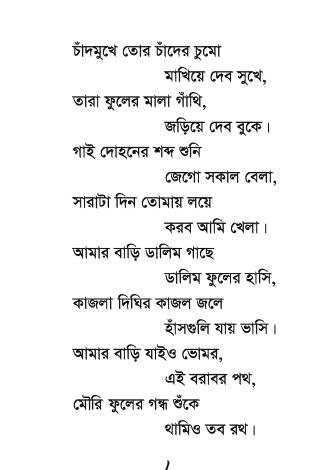 চাঁদমুখে তোর চাঁদের চুমো
মাখিয়ে দেব সুখে,
তারা ফুলের মালা গাঁথি,
জড়িয়ে দেব বুকে।
গাই দোহনের শব্দ শুনি
জেগো সকাল বেলা,
সারাটা দিন তোমায় লয়ে
করব আমি খেলা।
আমার বাড়ি ডালিম গাছে
ডালিম ফুলের হাসি,
কাজলা দিঘির কাজল জলে
হাঁসগুলি যায় ভাসি।
আমার বাড়ি যাইও ভোমর,
এই বরাবর পথ,
মৌরি ফুলের গন্ধ শুঁকে
থামিও তব রথ।